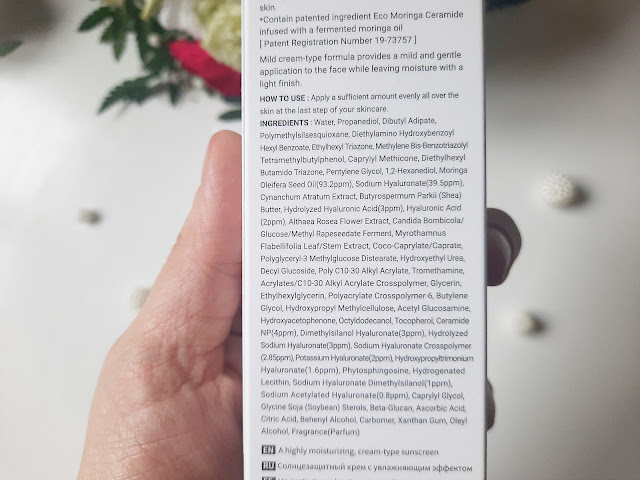 skin.
*Contain patented ingredient Eco Moringa Ceramide
infused with a fermented moringa oil
[ Patent Registration Number 19-73757 ]
Mild cream-type formula provides a mild and gentle
application to the face while leaving moisture with a
light finish.
HOW TO USE : Apply a sufficient amount evenly all over the
skin at the last step of your skincare.
INGREDIENTS : Water, Propanediol, Dibutyl Adipate,
Polymethylsilsesquioxane, Diethylamino Hydroxybenzoyl
Hexyl Benzoate, Ethylhexyl Triazone, Methylene Bis-Benzotriazolyl
Tetramethylbutylphenol, Caprylyl Methicone, Diethylhexyl
Butamido Triazone, Pentylene Glycol, 1,2-Hexanediol, Moringa
Oleifera Seed Oil(93.2ppm), Sodium Hyaluronate(39.5ppm),
Cynanchum Atratum Extract, Butyrospermum Parkii (Shea)
Butter, Hydrolyzed Hyaluronic Acid(3ppm), Hyaluronic Acid
(2ppm), Althaea Rosea Flower Extract, Candida Bombicola/
Glucose/Methyl Rapeseedate Ferment, Myrothamnus
Flabellifolia Leaf/Stem Extract, Coco-Caprylate/Caprate,
Polyglyceryl-3 Methylglucose Distearate, Hydroxyethyl Urea,
Decyl Glucoside, Poly C10-30 Alkyl Acrylate, Tromethamine,
Acrylates/C10-30 Alkyl Acrylate Crosspolymer, Glycerin,
Ethylhexylglycerin, Polyacrylate Crosspolymer-6, Butylene
Glycol, Hydroxypropyl Methylcellulose, Acetyl Glucosamine,
Hydroxyacetophenone, Octyldodecanol, Tocopherol, Ceramide
NP(4ppm), Dimethylsilanol Hyaluronate(3ppm), Hydrolyzed
Sodium Hyaluronate(3ppm), Sodium Hyaluronate Crosspolymer
(2.85ppm), Potassium Hyaluronate(2ppm), Hydroxypropyltrimonium
Hyaluronate(1.6ppm), Phytosphingosine, Hydrogenated
Lecithin, Sodium Hyaluronate Dimethylsilanol(1ppm),
Sodium Acetylated Hyaluronate(0.8ppm), Caprylyl Glycol,
Glycine Soja (Soybean) Sterols, Beta-Glucan, Ascorbic Acid,
Citric Acid, Behenyl Alcohol, Carbomer, Xanthan Gum, Oleyl
Alcohol, Fragrance(Parfum)
EN A highly moisturizing, cream-type sunscreen
RU Солнцезащитный крем с увлажняющим эффектом